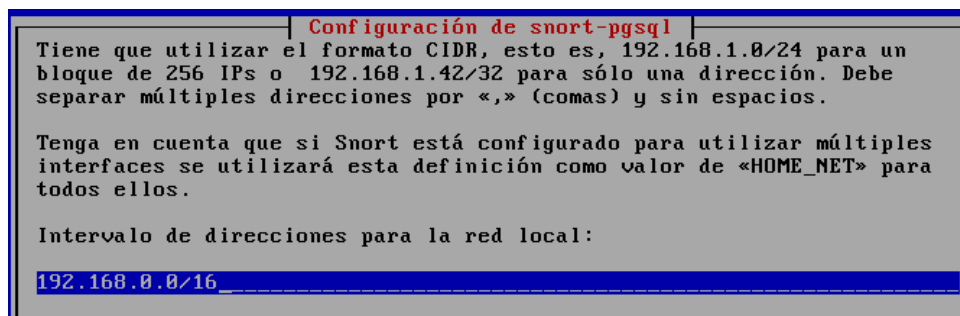 Configuración de snort-pgsql
Tiene que utilizar el formato CIDR, esto es, 192.168.1.0/24 para un
bloque de 256 IPs o  192.168.1.42/32 para sólo una dirección. Debe
separar múltiples direcciones por «,» (comas) y sin espacios.
Tenga en cuenta que si Snort está configurado para utilizar múltiples
interfaces se utilizará esta definición como valor de «HOME_NET» para
todos ellos.
Intervalo de direcciones para la red local:
192.168.0.0/16